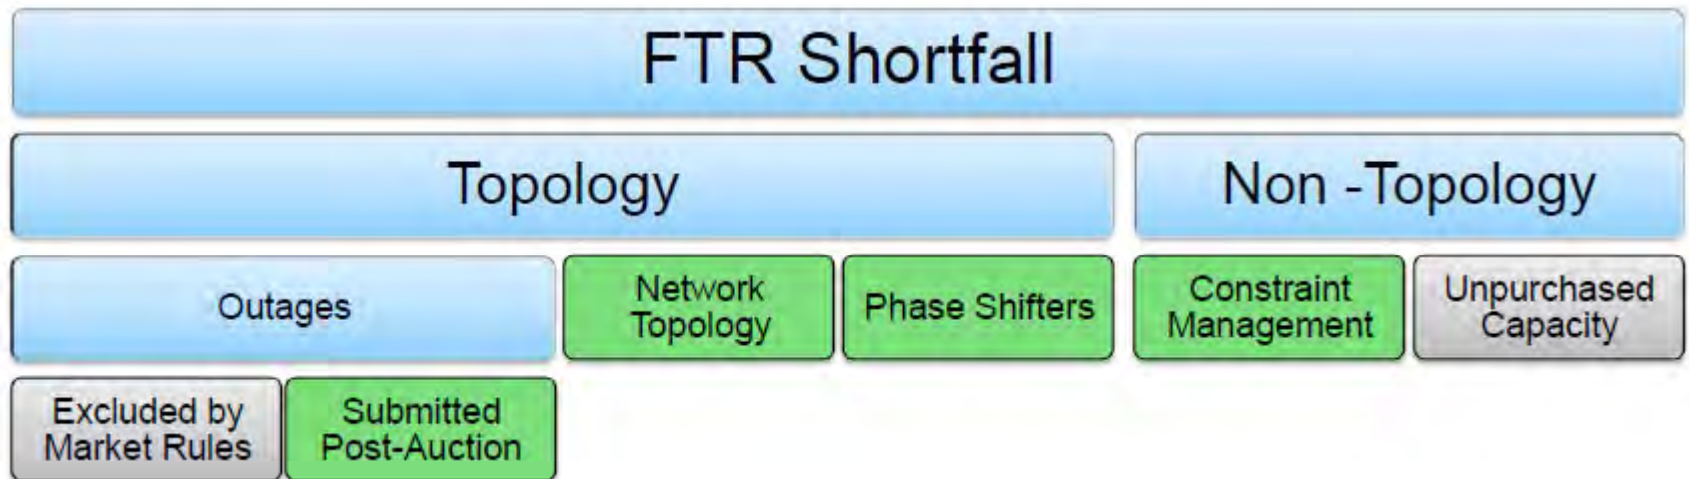 FTR Shortfall
Topology
Non -Topology
Outages
Network
Topology
Phase Shifters
Constraint
Management
Unpurchased
Capacity
Excluded by
Market Rules
Submitted
Post-Auction